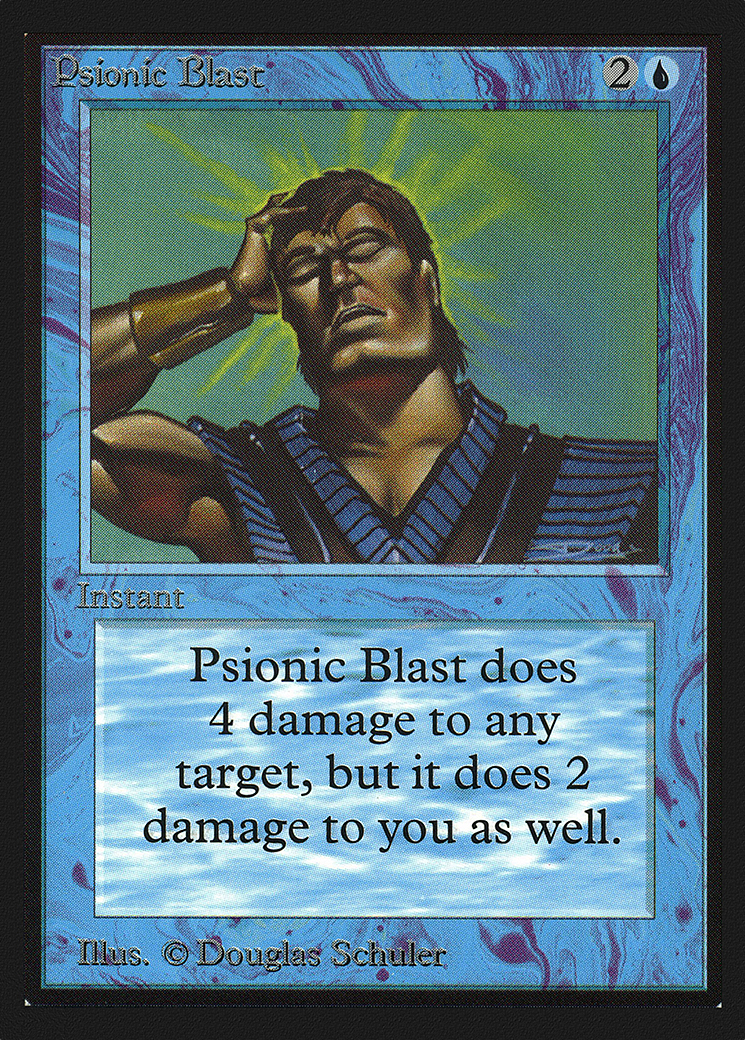 Psionic Blast 2
Instant
Psionic Blast does
4 damage to any
target, but it does 2
damage to you as well.
Illus. © Douglas Schuler